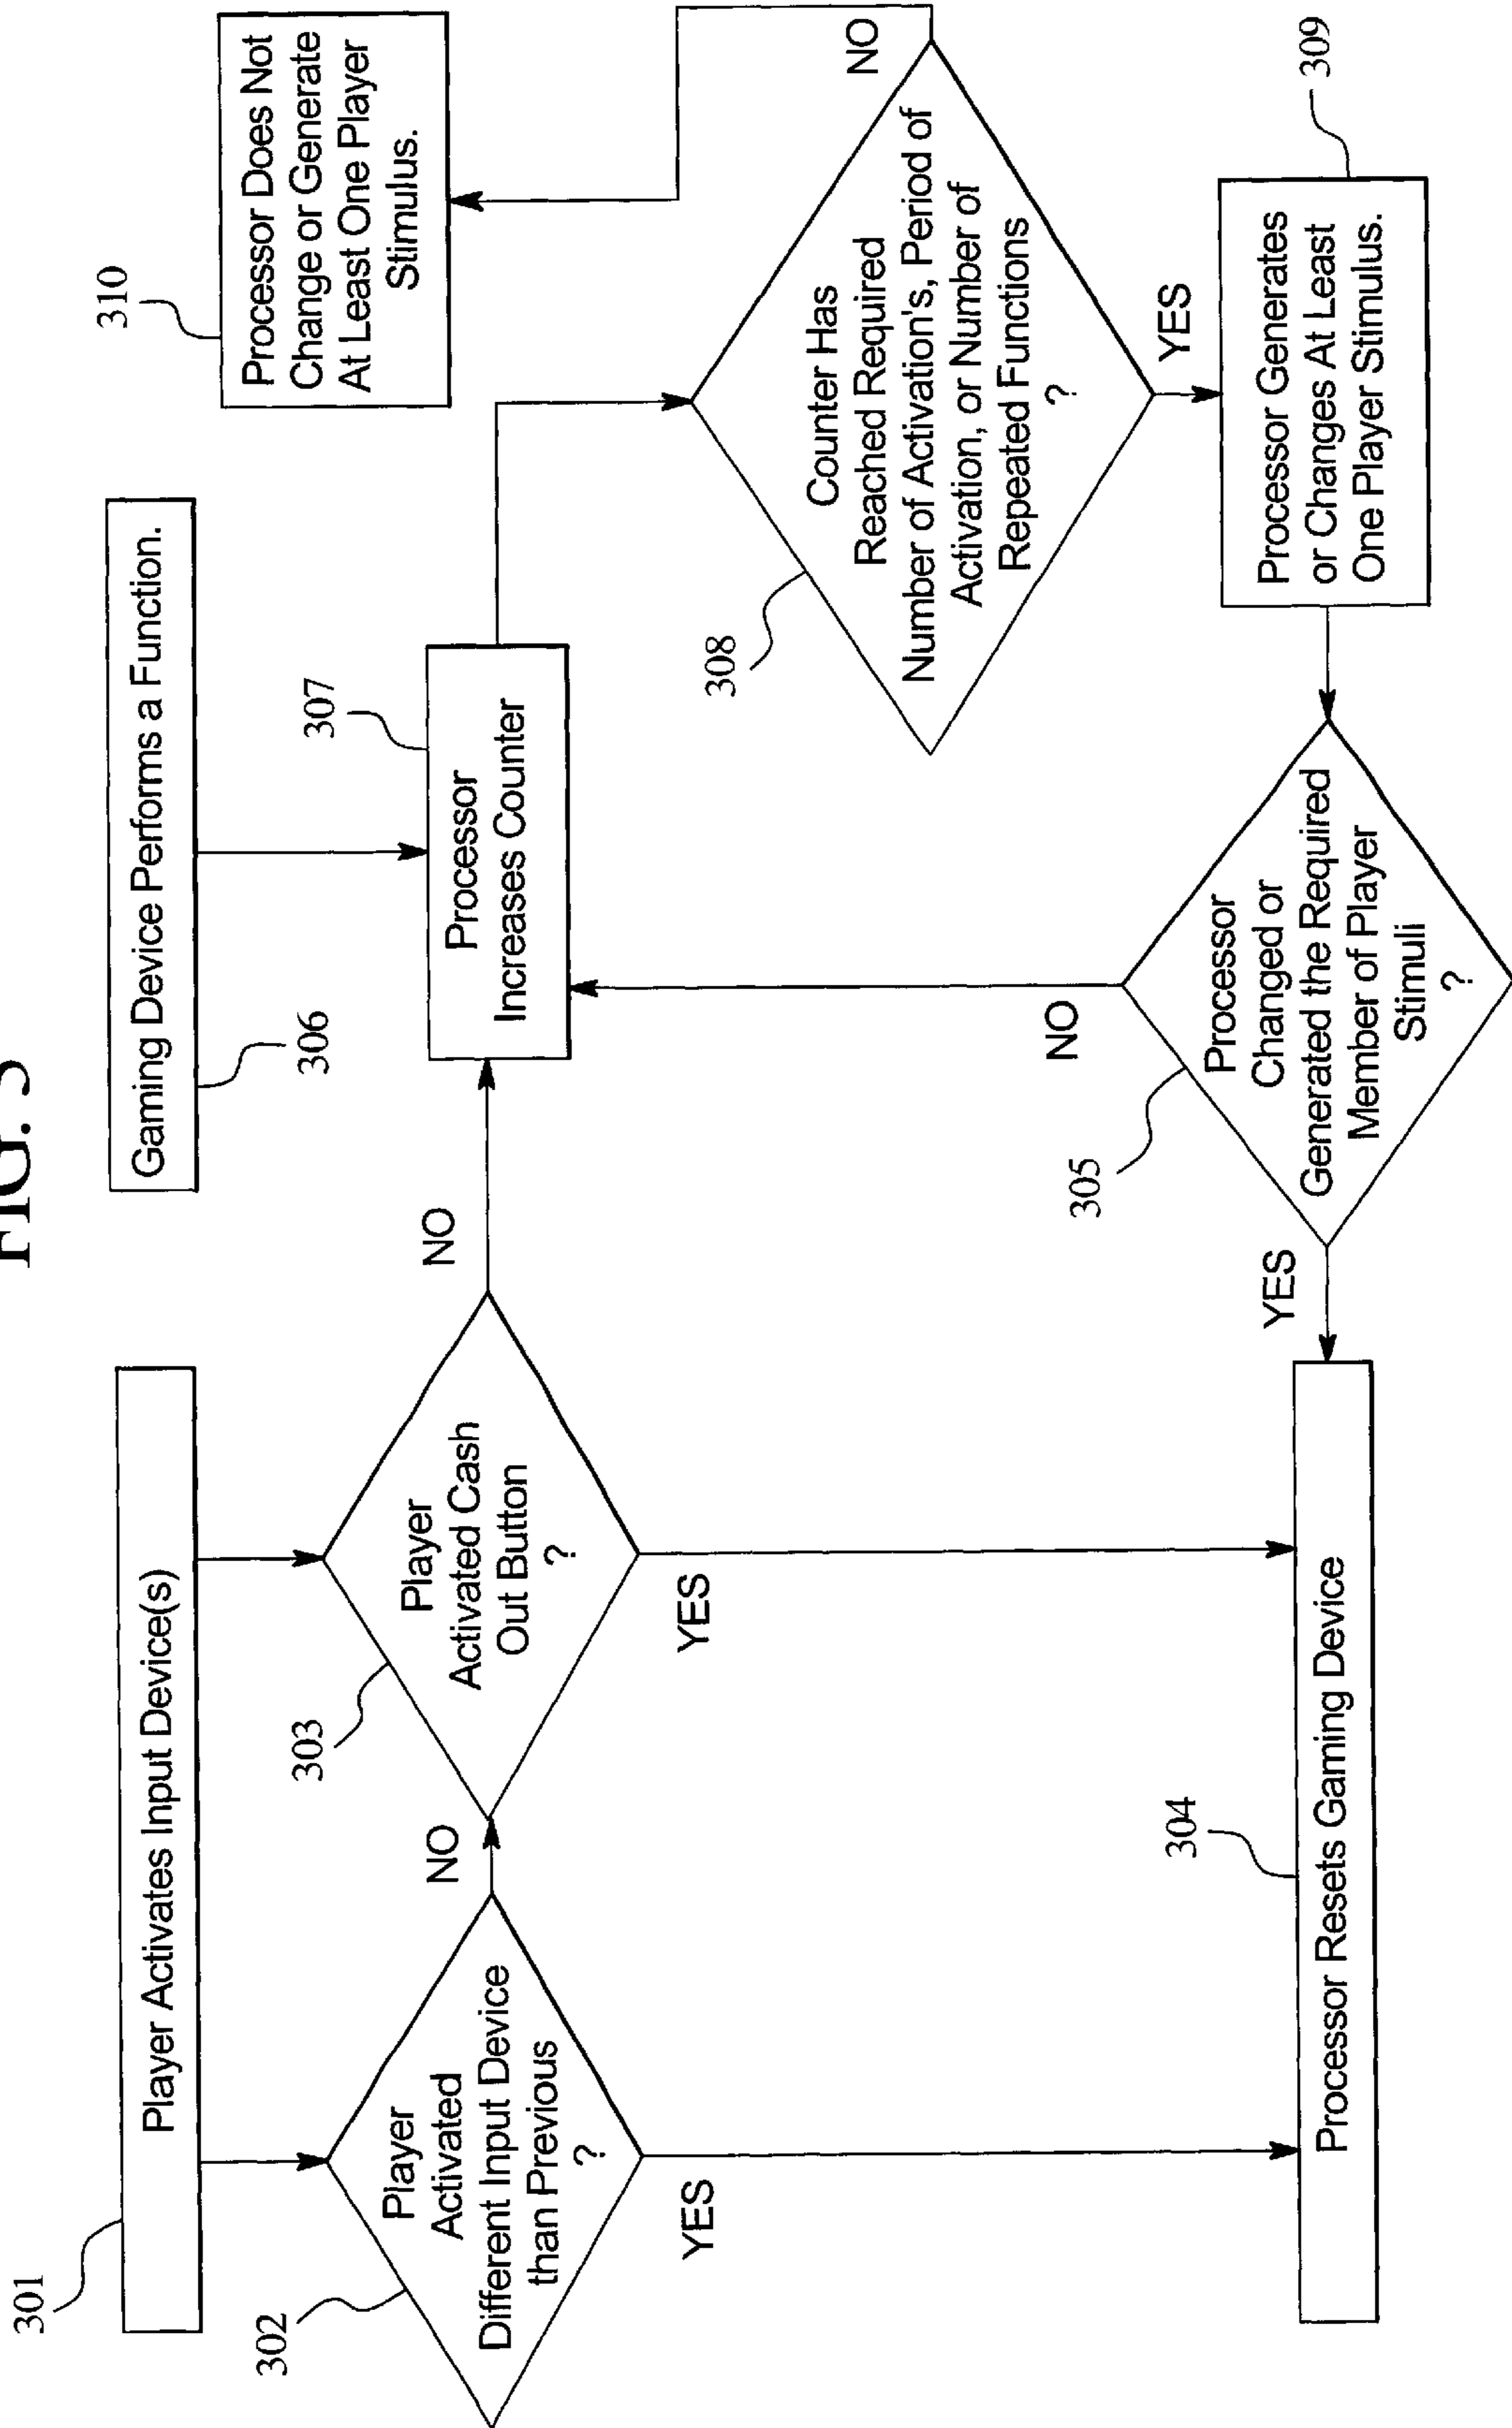 FIG. 3
301
Player Activates Input Device(s)
302
Player
Activated
Different Input Device
than Previous
?
NO
YES
303
Player
Activated Cash
Out Button
?
NO
YES
304
Processor Resets Gaming Device
306
Gaming Device Performs a Function.
307
Processor
Increases Counter
310
Processor Does Not
Change or Generate
At Least One Player
Stimulus.
308
Counter Has
Reached Required
Number of Activation's, Period of
Activation, or Number of
Repeated Functions
?
NO
YES
309
Processor Generates
or Changes At Least
One Player Stimulus.
305
Processor
Changed or
Generated the Required
Member of Player
Stimuli
?
NO
YES